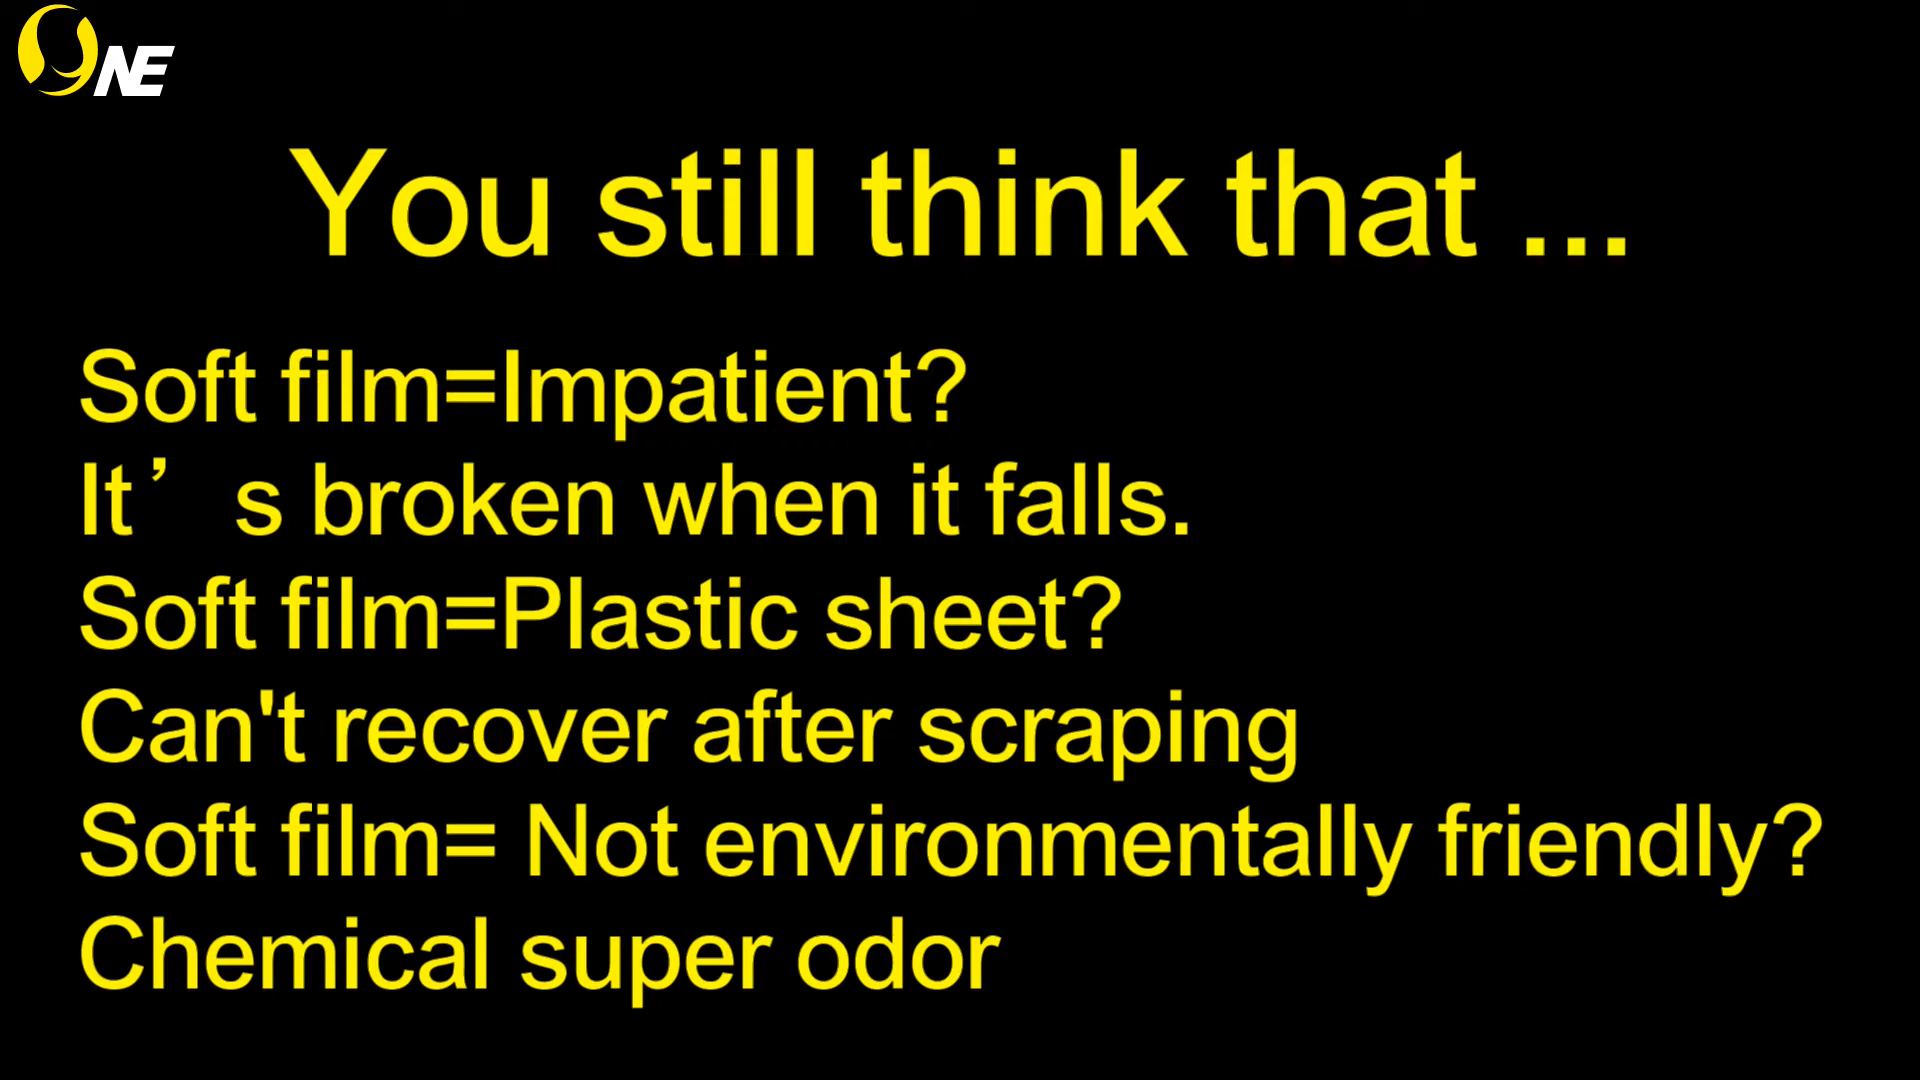 9NE
You still think that ...
Soft film=Impatient?
It’s broken when it falls.
Soft film=Plastic sheet?
Can't recover after scraping
Soft film= Not environmentally friendly?
Chemical super odor